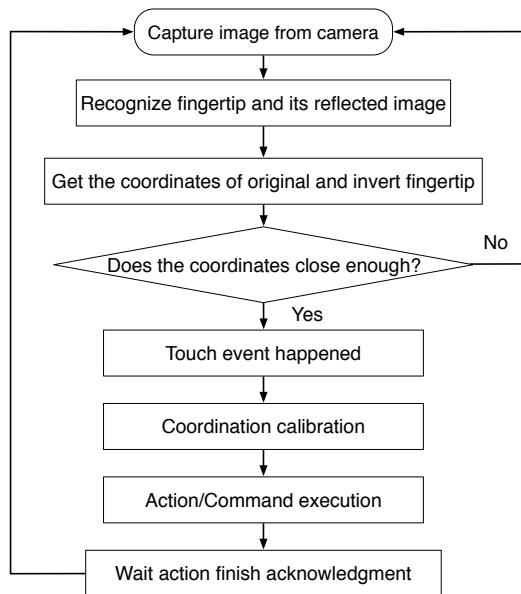 Capture image from camera
Recognize fingertip and its reflected image
Get the coordinates of original and invert fingertip
Does the coordinates close enough?
No
Yes
Touch event happened
Coordination calibration
Action/Command execution
Wait action finish acknowledgment